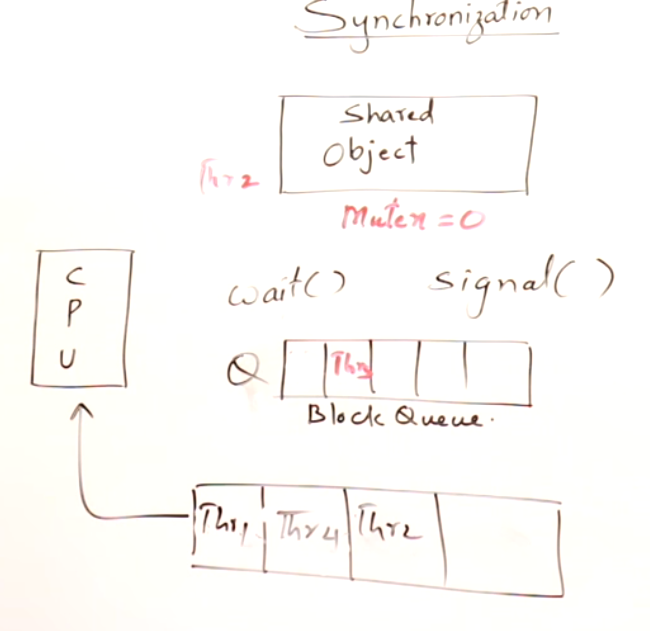 Synchronization
Shared
Object
Thr2
Mutex = 0
C
P
U
wait() signal()
Q
Thr3
Block Queue.
Thr1 Thr4 Thr2